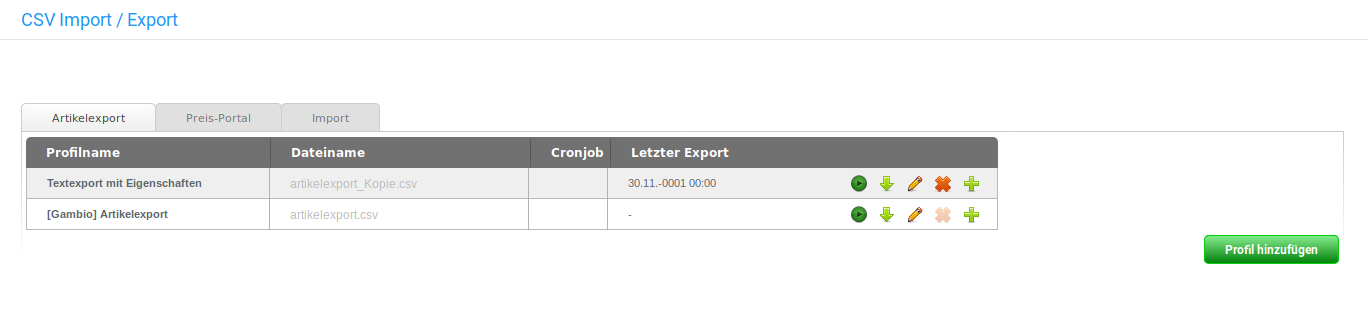 CSV Import / Export
Artikelexport Preis-Portal Import
Profilname Dateiname Cronjob Letzter Export
Textexport mit Eigenschaften artikelexport_Kopie.csv 30.11.-0001 00:00
[Gambio] Artikelexport artikelexport.csv -
Profil hinzufügen